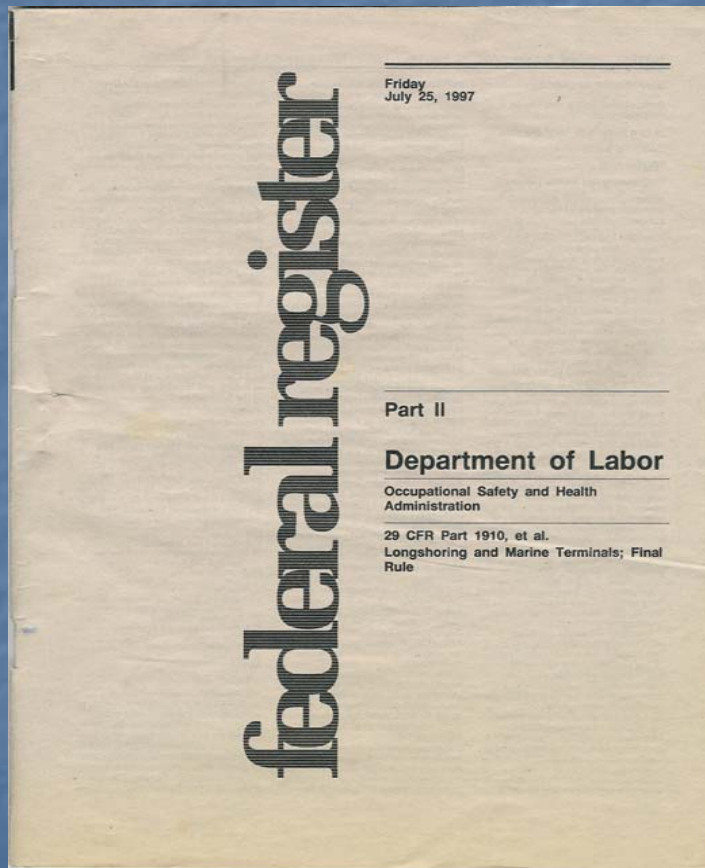 Friday
July 25, 1997
federal register
Part II
Department of Labor
Occupational Safety and Health
Administration
29 CFR Part 1910, et al.
Longshoring and Marine Terminals; Final
Rule